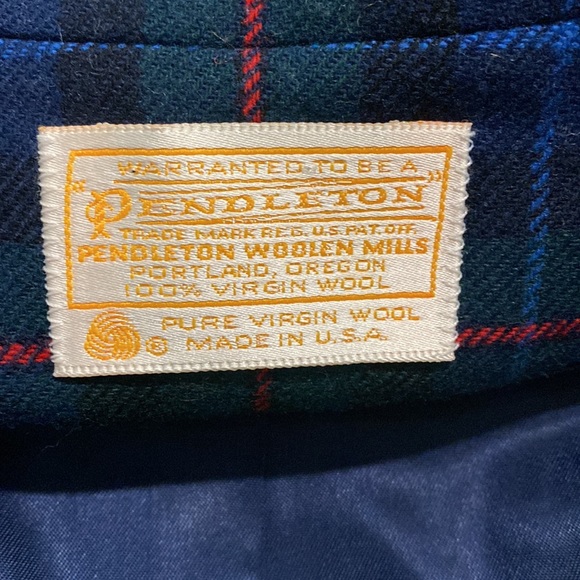 WARRANTED TO BE A
"PENDLETON"
TRADE MARK REG. U.S. PAT. OFF.
PENDLETON WOOLEN MILLS
PORTLAND, OREGON
100% VIRGIN WOOL
PURE VIRGIN WOOL
© MADE IN U.S.A.